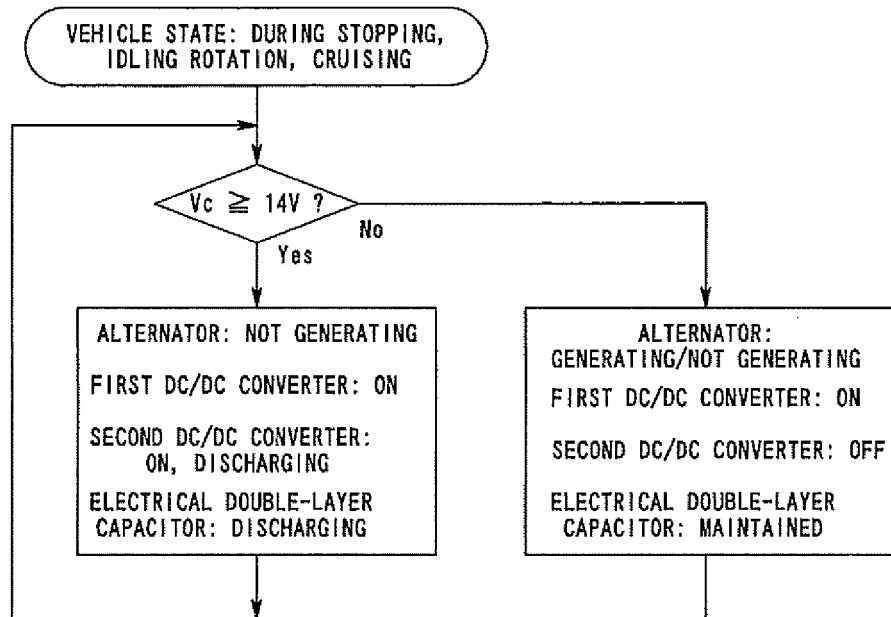 VEHICLE STATE: DURING STOPPING,
IDLING ROTATION, CRUISING
Vc ≧ 14V ?
No
Yes
ALTERNATOR: NOT GENERATING
FIRST DC/DC CONVERTER: ON
SECOND DC/DC CONVERTER:
ON, DISCHARGING
ELECTRICAL DOUBLE-LAYER
CAPACITOR: DISCHARGING
ALTERNATOR:
GENERATING/NOT GENERATING
FIRST DC/DC CONVERTER: ON
SECOND DC/DC CONVERTER: OFF
ELECTRICAL DOUBLE-LAYER
CAPACITOR: MAINTAINED